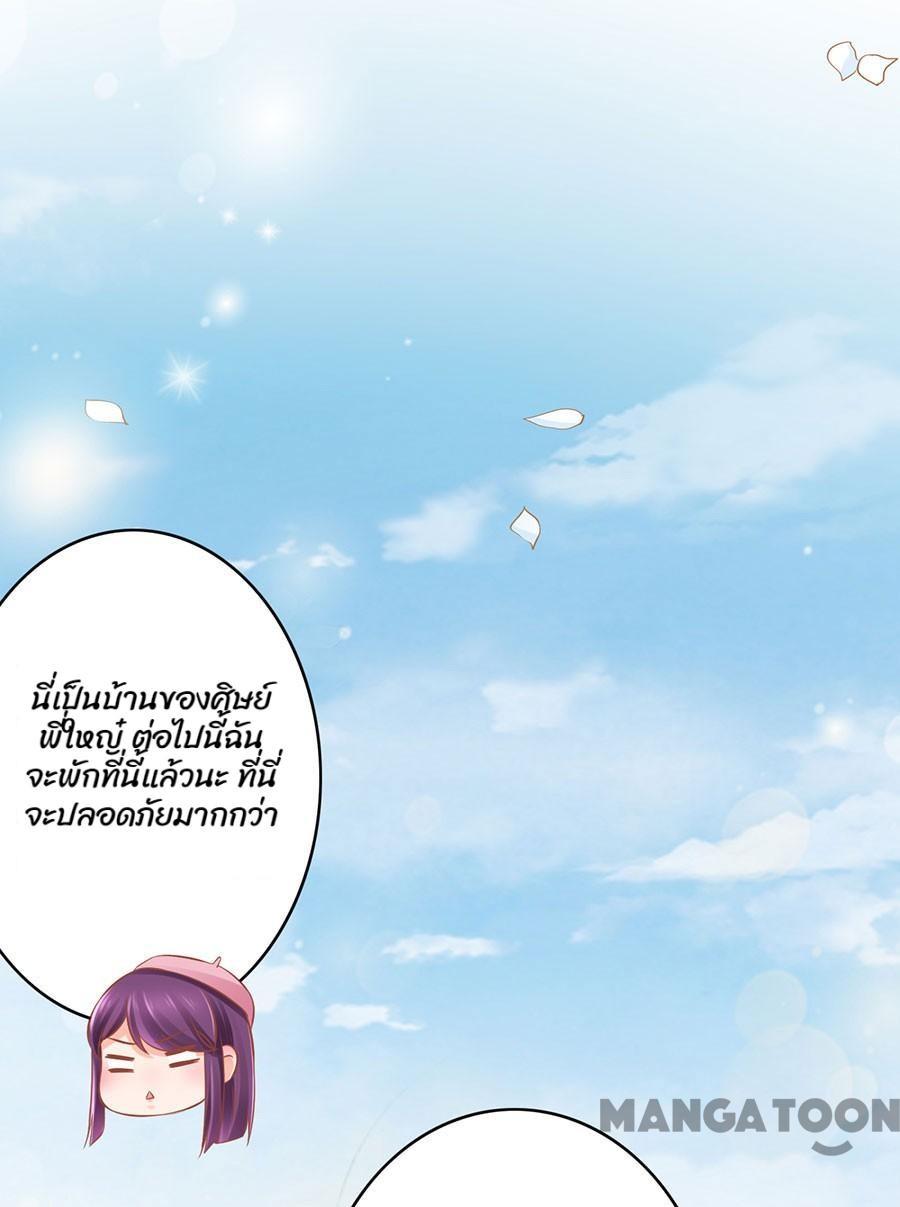 นี่เป็นบ้านของศิษย์
พี่ใหญ่ ต่อไปนี้ฉัน
จะพักที่นี่แล้วนะ ที่นี่
จะปลอดภัยมากกว่า
MANGATOON